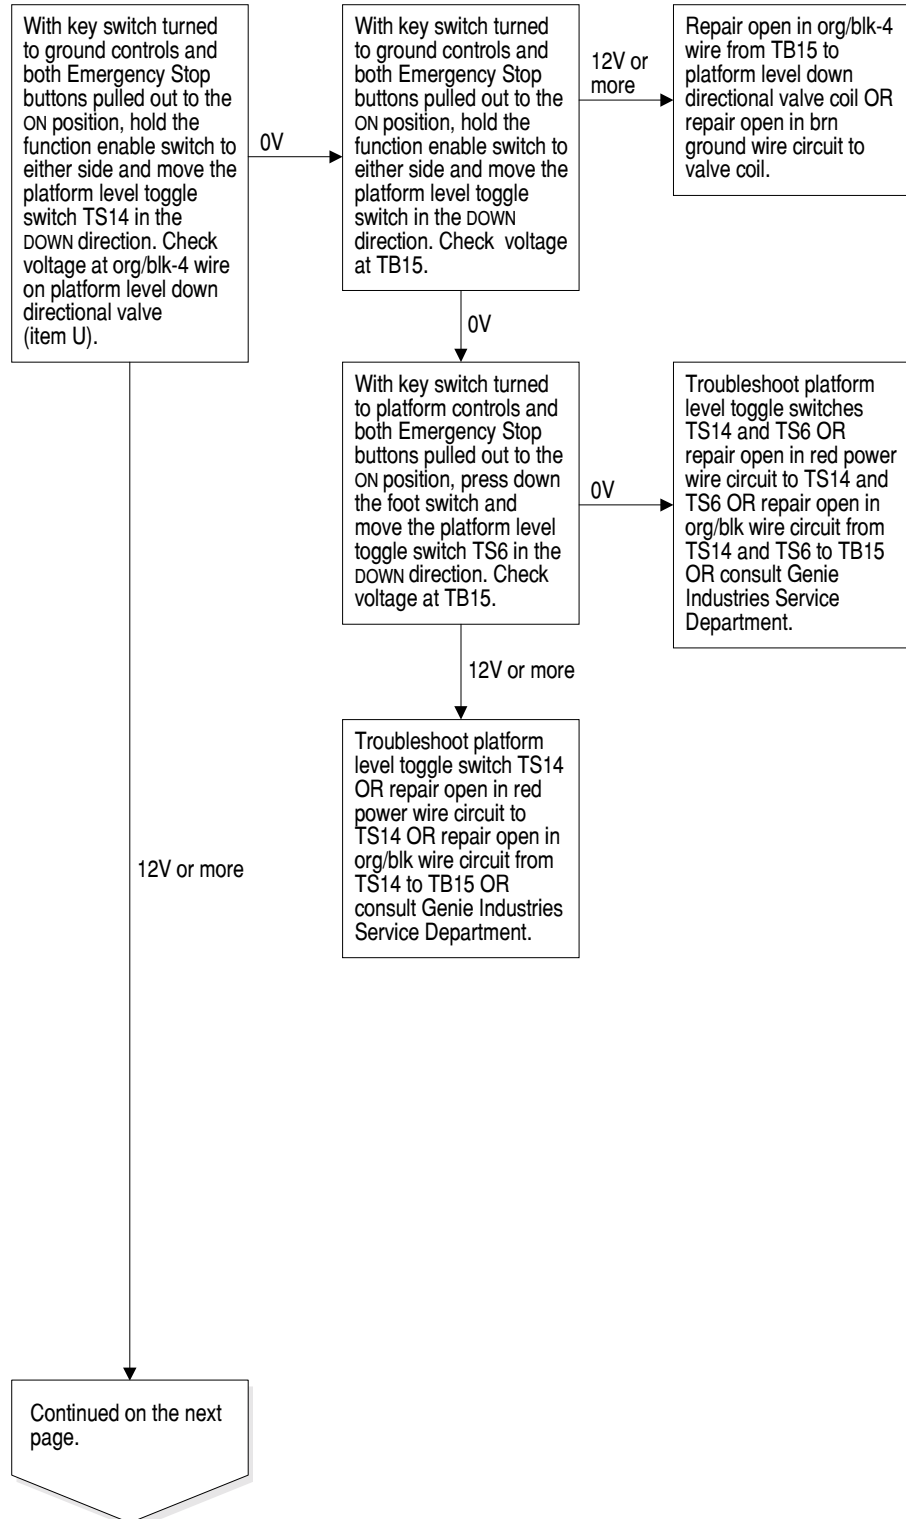 With key switch turned
to ground controls and
both Emergency Stop
buttons pulled out to the
ON position, hold the
function enable switch to
either side and move the
platform level toggle
switch TS14 in the
DOWN direction. Check
voltage at org/blk-4 wire
on platform level down
directional valve
(item U).
0V
With key switch turned
to ground controls and
both Emergency Stop
buttons pulled out to the
ON position, hold the
function enable switch to
either side and move the
platform level toggle
switch in the DOWN
direction. Check  voltage
at TB15.
12V or
more
Repair open in org/blk-4
wire from TB15 to
platform level down
directional valve coil OR
repair open in brn
ground wire circuit to
valve coil.
0V
With key switch turned
to platform controls and
both Emergency Stop
buttons pulled out to the
ON position, press down
the foot switch and
move the platform level
toggle switch TS6 in the
DOWN direction. Check
voltage at TB15.
0V
Troubleshoot platform
level toggle switches
TS14 and TS6 OR
repair open in red power
wire circuit to TS14 and
TS6 OR repair open in
org/blk wire circuit from
TS14 and TS6 to TB15
OR consult Genie
Industries Service
Department.
12V or more
Troubleshoot platform
level toggle switch TS14
OR repair open in red
power wire circuit to
TS14 OR repair open in
org/blk wire circuit from
TS14 to TB15 OR
consult Genie Industries
Service Department.
12V or more
Continued on the next
page.